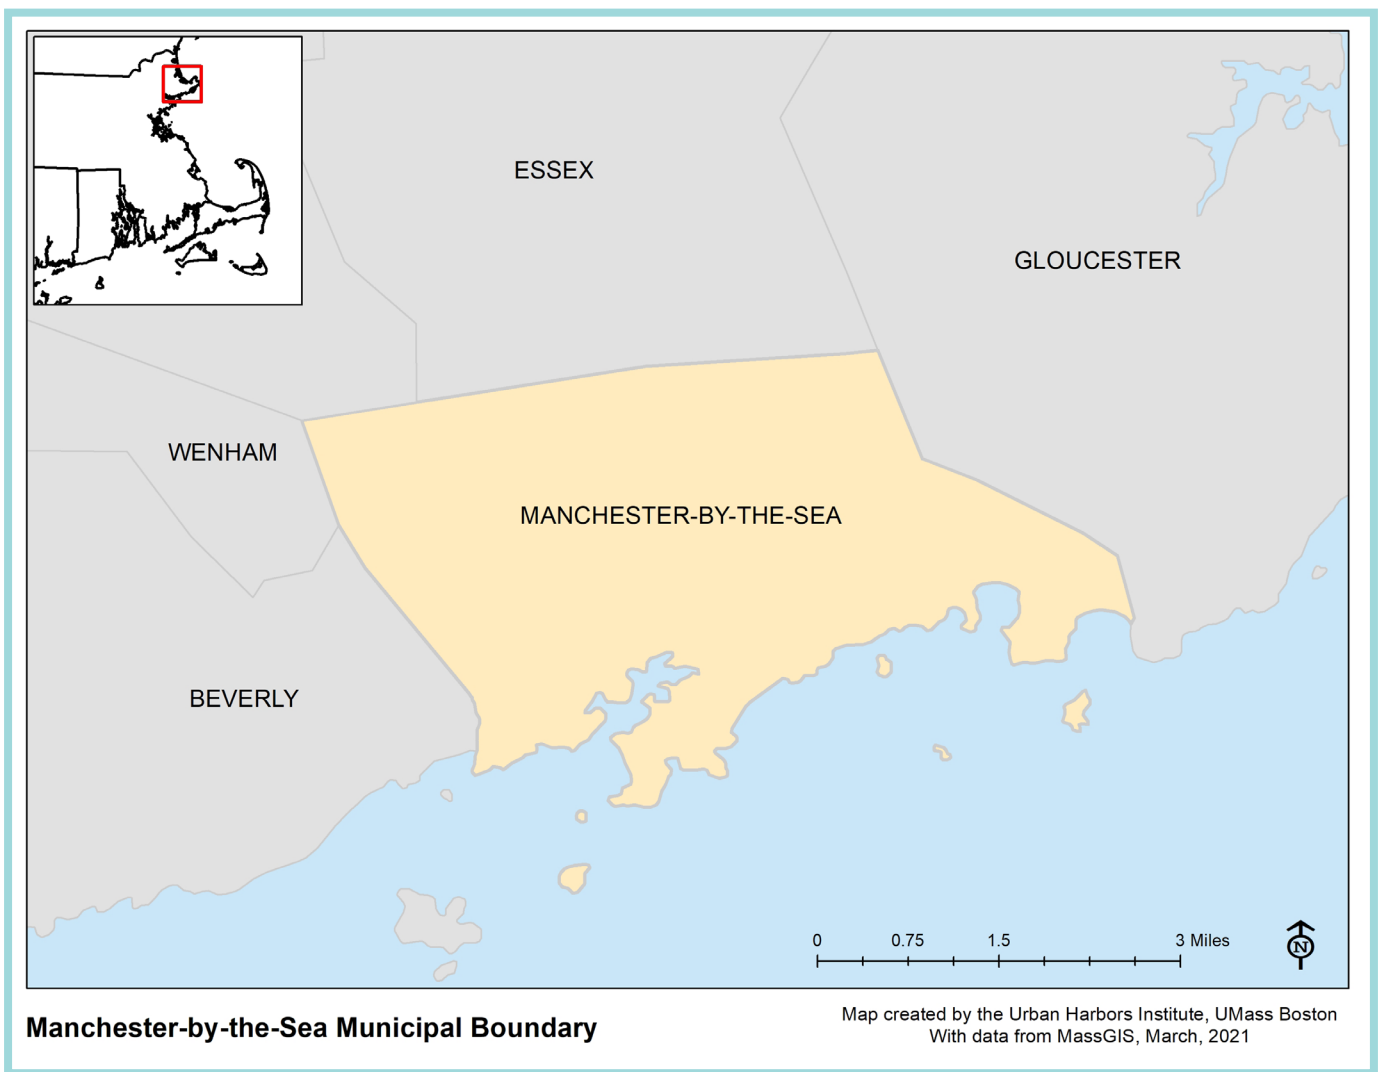 ESSEX
GLOUCESTER
WENHAM
MANCHESTER-BY-THE-SEA
BEVERLY
0 0.75 1.5 3 Miles
N
Manchester-by-the-Sea Municipal Boundary
Map created by the Urban Harbors Institute, UMass Boston
With data from MassGIS, March, 2021